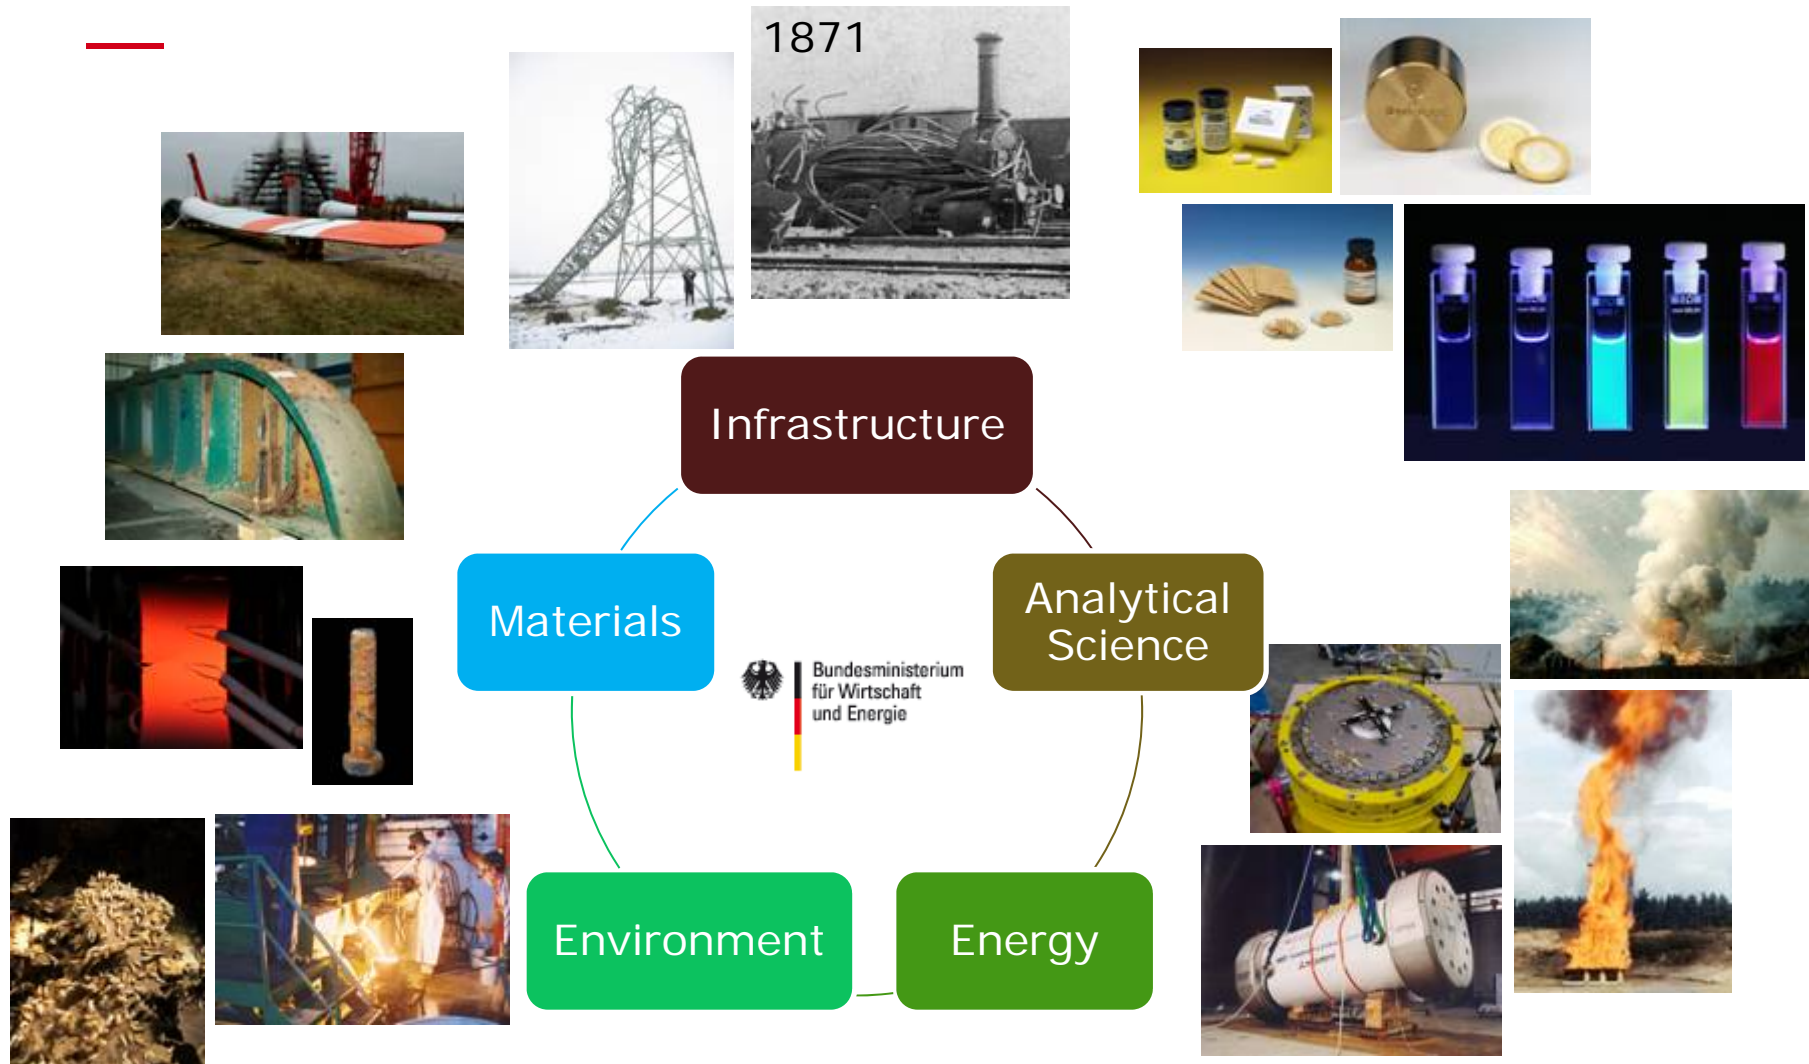 1871
Infrastructure
Materials
Analytical
Science
Bundesministerium
für Wirtschaft
und Energie
Environment
Energy